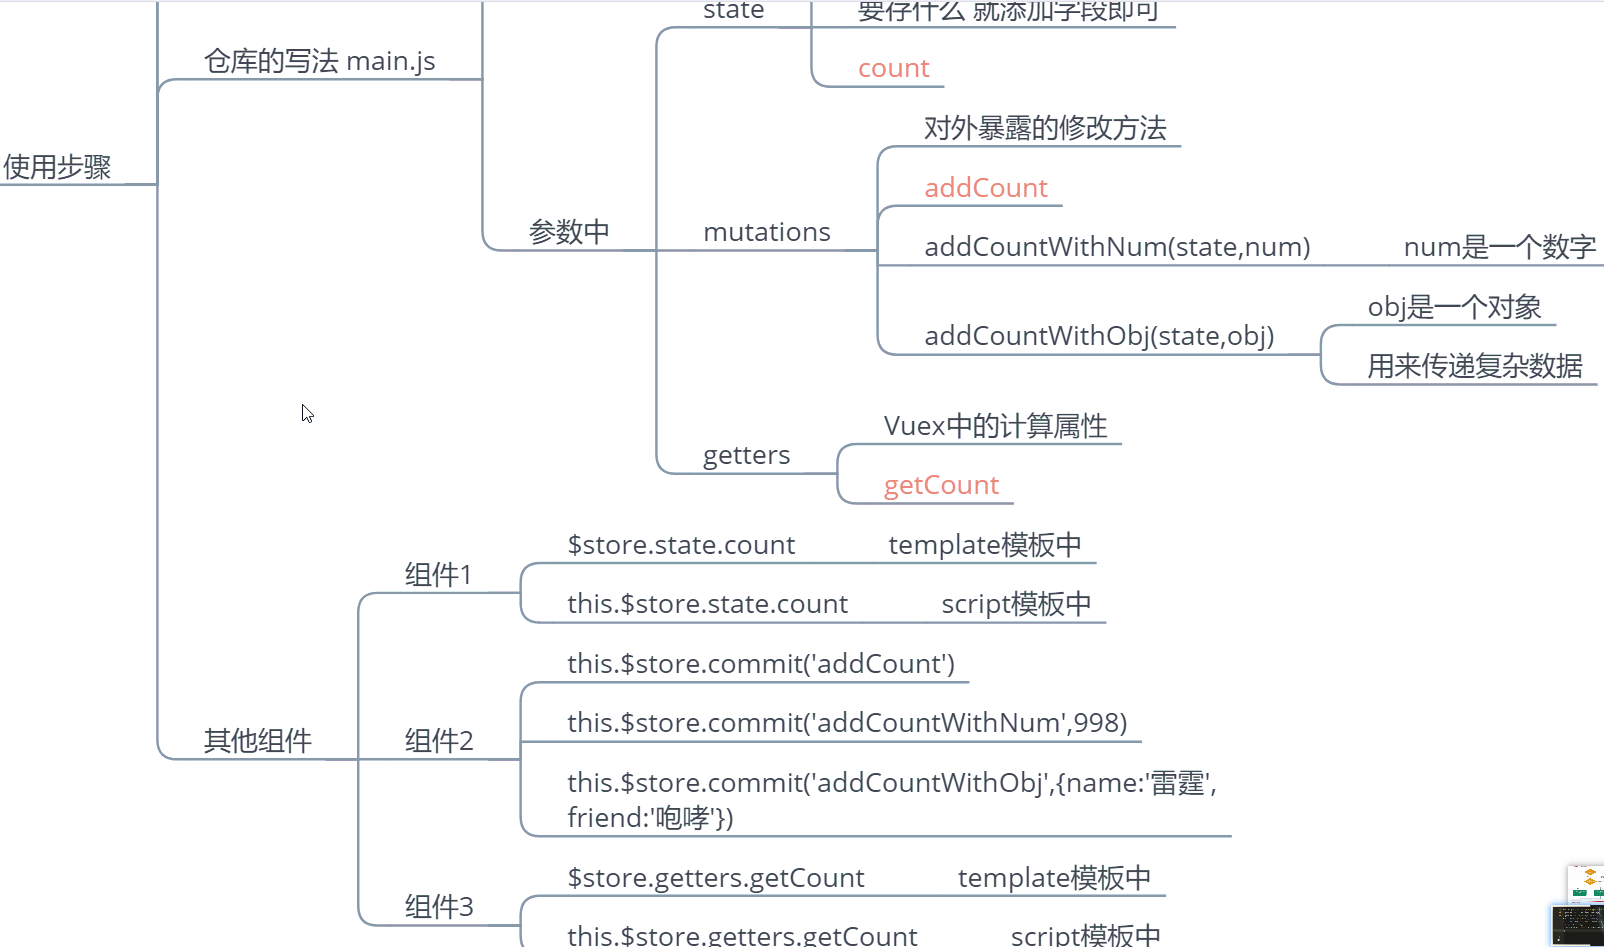 state
要存什么 就添加字段即可
仓库的写法 main.js
count
对外暴露的修改方法
使用步骤
addCount
参数中
mutations
addCountWithNum(state,num)
num是一个数字
obj是一个对象
addCountWithObj(state,obj)
用来传递复杂数据
Vuex中的计算属性
getters
getCount
$store.state.count
template模板中
组件1
this.$store.state.count
script模板中
this.$store.commit('addCount')
this.$store.commit('addCountWithNum',998)
其他组件
组件2
this.$store.commit('addCountWithObj',{name:'雷霆',
friend:'咆哮'})
$store.getters.getCount
template模板中
组件3
this.$store.getters.getCount
script模板中